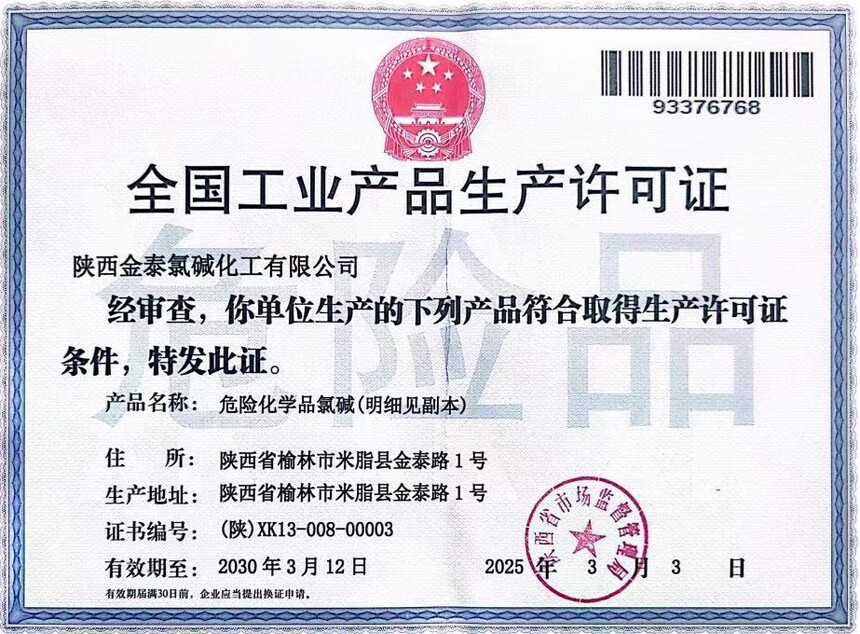 93376768
全国工业产品生产许可证
危险品
陕西金泰氯碱化工有限公司
经审查，你单位生产的下列产品符合取得生产许可证
条件，特发此证。
产品名称： 危险化学品氯碱(明细见副本)
住 所： 陕西省榆林市米脂县金泰路1号
生产地址： 陕西省榆林市米脂县金泰路1号
证书编号： (陕)XK13-008-00003
有效期至： 2030年3月12日
2025 年 3 月 3 日
陕西省市场监督管理局
有效期届满30日前，企业应当提出换证申请。